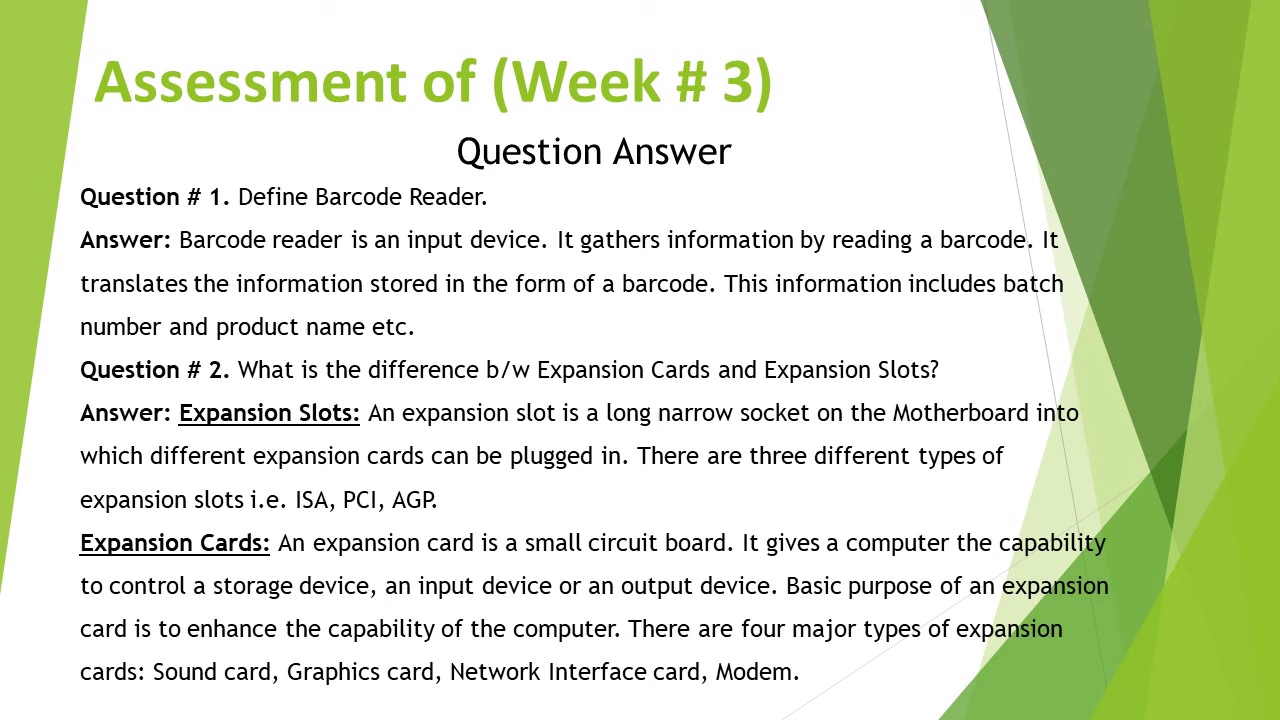 Assessment of (Week # 3)
Question Answer
Question # 1. Define Barcode Reader.
Answer: Barcode reader is an input device. It gathers information by reading a barcode. It
translates the information stored in the form of a barcode. This information includes batch
number and product name etc.
Question # 2. What is the difference b/w Expansion Cards and Expansion Slots?
Answer: Expansion Slots: An expansion slot is a long narrow socket on the Motherboard into
which different expansion cards can be plugged in. There are three different types of
expansion slots i.e. ISA, PCI, AGP.
Expansion Cards: An expansion card is a small circuit board. It gives a computer the capability
to control a storage device, an input device or an output device. Basic purpose of an expansion
card is to enhance the capability of the computer. There are four major types of expansion
cards: Sound card, Graphics card, Network Interface card, Modem.